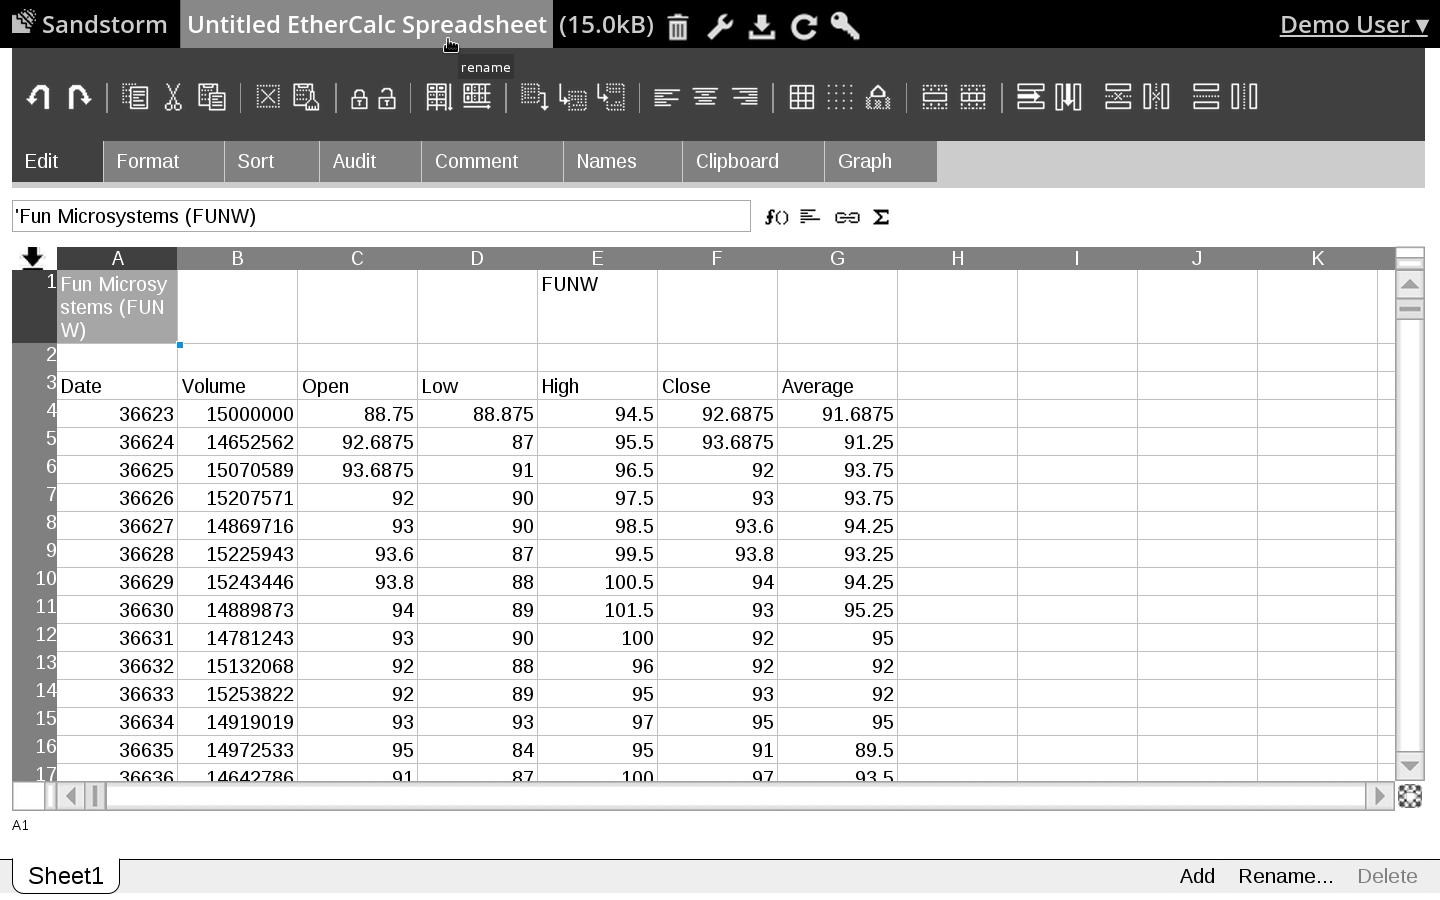 Sandstorm Untitled EtherCalc Spreadsheet (15.0kB) Demo User ▾
rename
Edit Format Sort Audit Comment Names Clipboard Graph
'Fun Microsystems (FUNW) f() Σ
A B C D E F G H I J K
1 Fun Microsy FUNW
stems (FUN
W)
2
3 Date Volume Open Low High Close Average
4 36623 15000000 88.75 88.875 94.5 92.6875 91.6875
5 36624 14652562 92.6875 87 95.5 93.6875 91.25
6 36625 15070589 93.6875 91 96.5 92 93.75
7 36626 15207571 92 90 97.5 93 93.75
8 36627 14869716 93 90 98.5 93.6 94.25
9 36628 15225943 93.6 87 99.5 93.8 93.25
10 36629 15243446 93.8 88 100.5 94 94.25
11 36630 14889873 94 89 101.5 93 95.25
12 36631 14781243 93 90 100 92 95
13 36632 15132068 92 88 96 92 92
14 36633 15253822 92 89 95 93 92
15 36634 14919019 93 93 97 95 95
16 36635 14972533 95 84 95 91 89.5
17 36636 14642786 91 87 100 97 93.5
A1
Sheet1 Add Rename... Delete